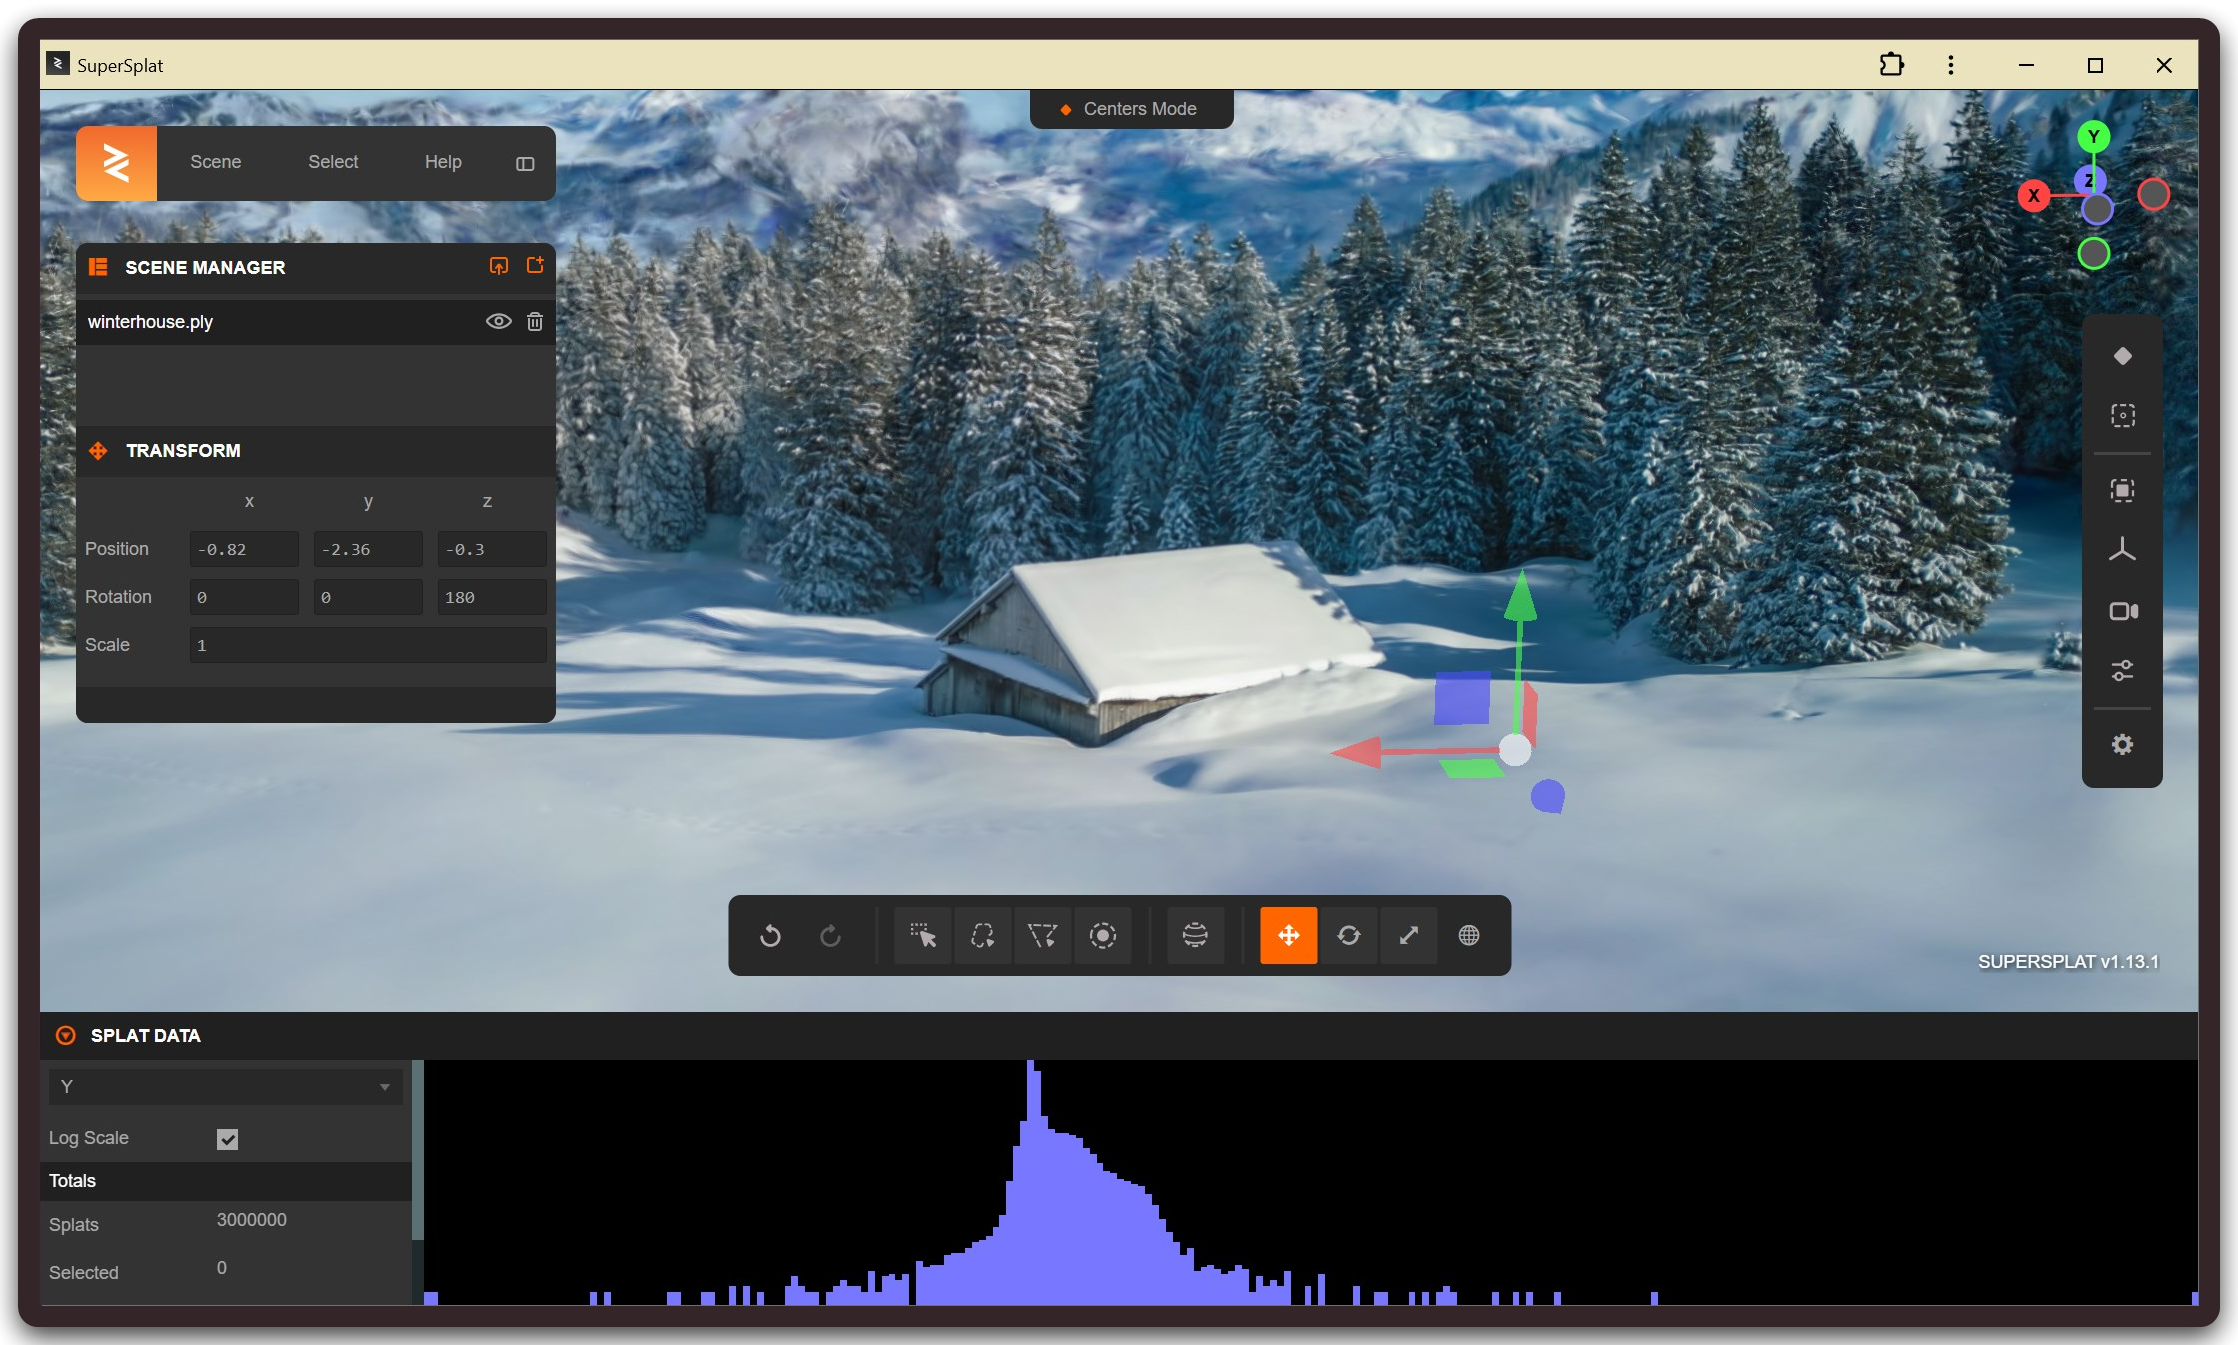 SuperSplat
Centers Mode
Scene Select Help
Y
Z
X
SCENE MANAGER
winterhouse.ply
TRANSFORM
x y z
Position -0.82 -2.36 -0.3
Rotation 0 0 180
Scale 1
SUPERSPLAT v1.13.1
SPLAT DATA
Y
Log Scale
Totals
Splats 3000000
Selected 0